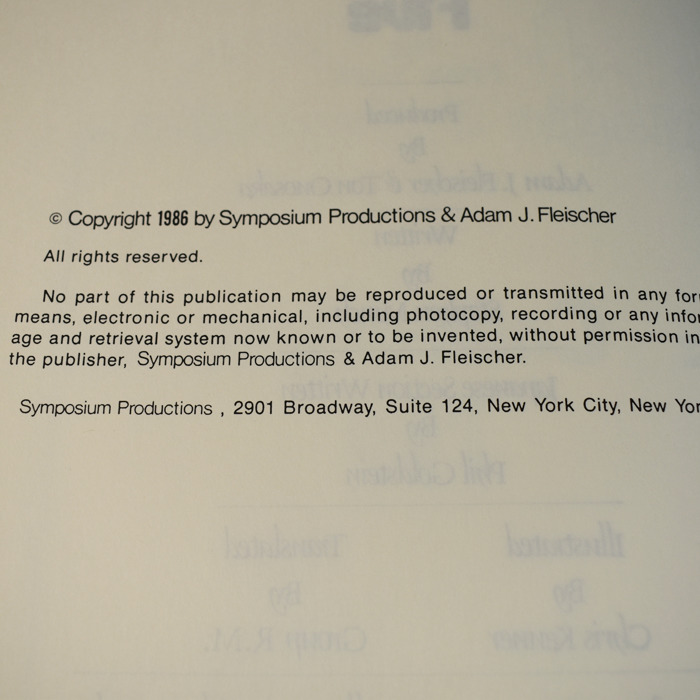 © Copyright 1986 by Symposium Productions & Adam J. Fleischer
All rights reserved.
No part of this publication may be reproduced or transmitted in any for
means, electronic or mechanical, including photocopy, recording or any infor
age and retrieval system now known or to be invented, without permission in
the publisher, Symposium Productions & Adam J. Fleischer.
Symposium Productions , 2901 Broadway, Suite 124, New York City, New Yor